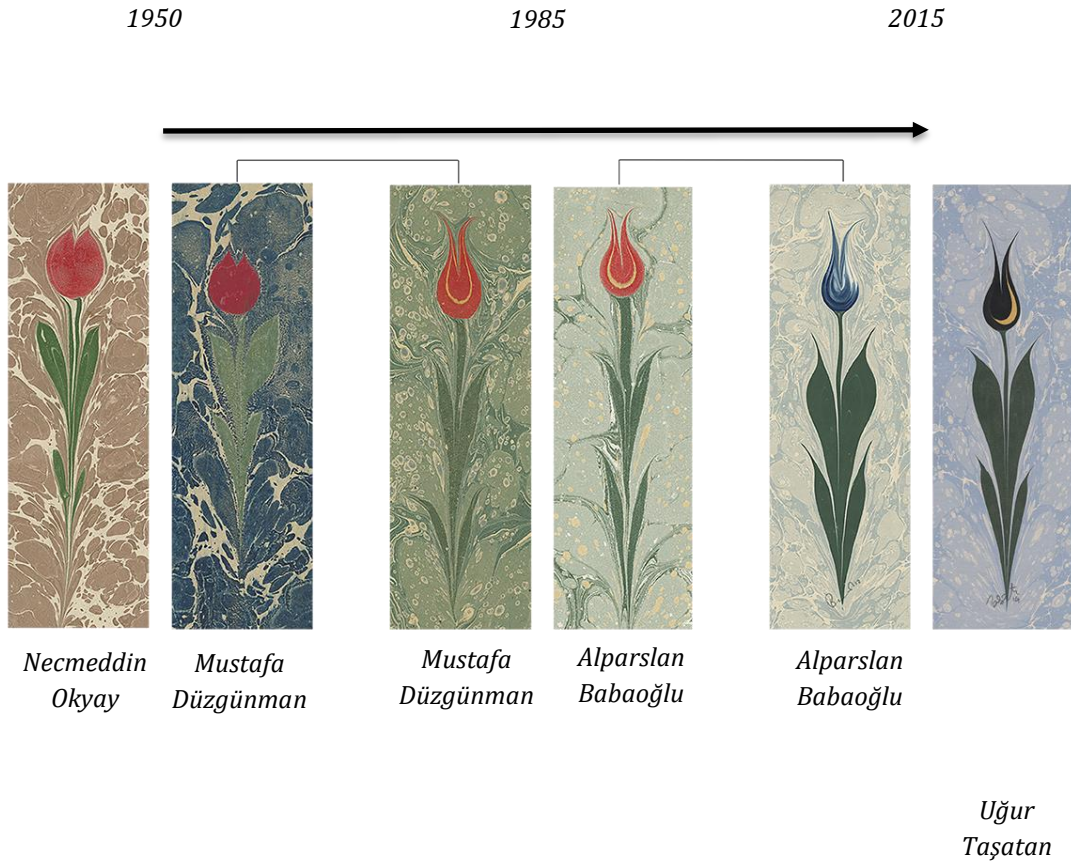 1950
1985
2015
Necmeddin
Okyay
Mustafa
Düzgünman
Mustafa
Düzgünman
Alparslan
Babaoğlu
Alparslan
Babaoğlu
Uğur
Taşatan